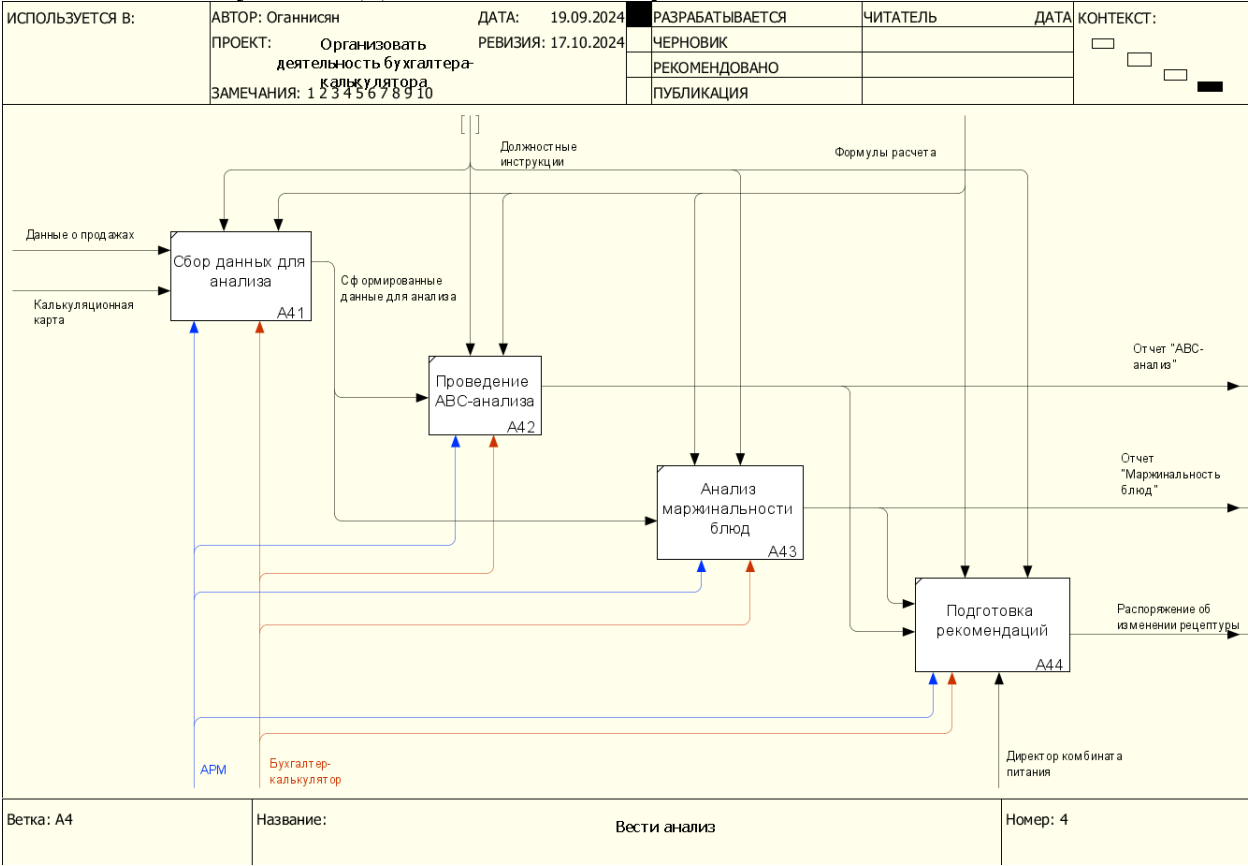 ИСПОЛЬЗУЕТСЯ В:
АВТОР: Оганнисян
ДАТА: 19.09.2024
ПРОЕКТ: Организовать
деятельность бухгалтера-
калькулятора
РЕВИЗИЯ: 17.10.2024
ЗАМЕЧАНИЯ: 1 2 3 4 5 6 7 8 9 10
РАЗРАБАТЫВАЕТСЯ
ЧЕРНОВИК
РЕКОМЕНДОВАНО
ПУБЛИКАЦИЯ
ЧИТАТЕЛЬ
ДАТА
КОНТЕКСТ:
Должностные
инструкции
Формулы расчета
Данные о продажах
Калькуляционная
карта
Сбор данных для
анализа
A41
Сформированные
данные для анализа
Проведение
ABC-анализа
A42
Отчет "ABC-
анализ"
Анализ
маржинальности
блюд
A43
Отчет
"Маржинальность
блюд"
Подготовка
рекомендаций
A44
Распоряжение об
изменении рецептуры
АРМ
Бухгалтер-
калькулятор
Директор комбината
питания
Ветка: A4
Название:
Вести анализ
Номер: 4